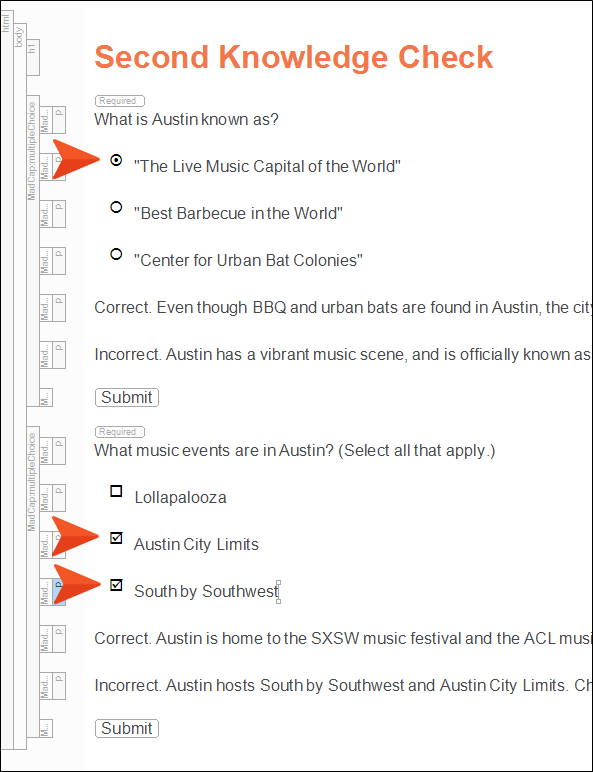 html
body
h1
Second Knowledge Check
MadCap:multipleChoice
Required
Mad... p
What is Austin known as?
Mad...
"The Live Music Capital of the World"
Mad... p
"Best Barbecue in the World"
Mad... p
"Center for Urban Bat Colonies"
Mad... p
Correct. Even though BBQ and urban bats are found in Austin, the city
Mad... p
Incorrect. Austin has a vibrant music scene, and is officially known as
M...
Submit
MadCap:multipleChoice
Required
Mad... p
What music events are in Austin? (Select all that apply.)
Mad... p
Lollapalooza
Mad...
Austin City Limits
Mad... p
South by Southwest
Mad... p
Correct. Austin is home to the SXSW music festival and the ACL musi
Mad... p
Incorrect. Austin hosts South by Southwest and Austin City Limits. Ch
M...
Submit